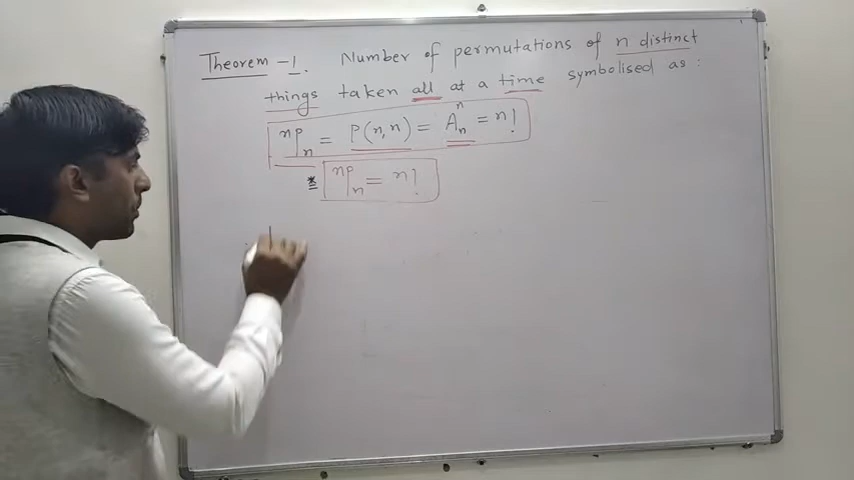 Theorem - 1. Number of permutations of n distinct
things taken all at a time symbolised as :
ⁿPₙ = P(n,n) = Aⁿₙ = n!
* ⁿPₙ = n!